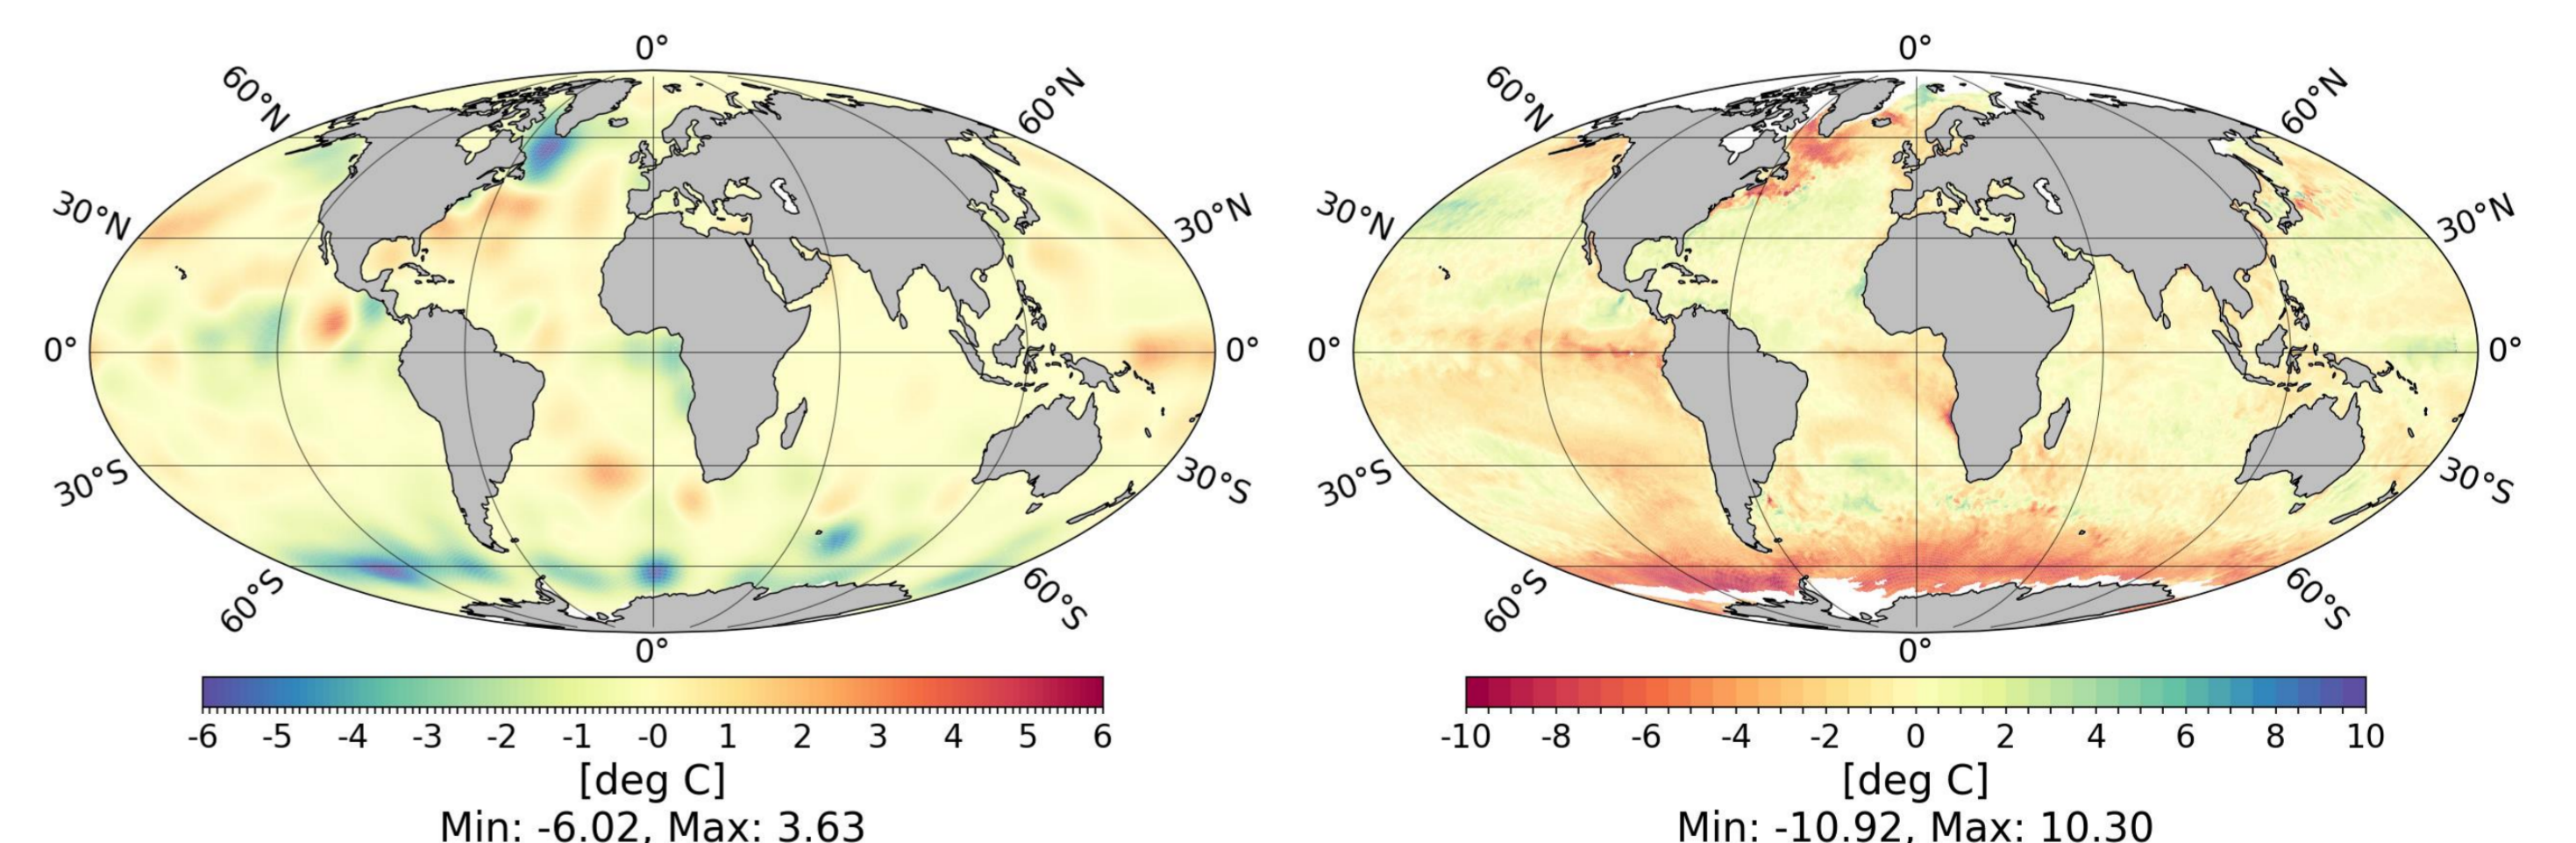 0° 0°
60°N 60°N 60°N 60°N
30°N 30°N 30°N 30°N
0° 0° 0° 0°
30°S 30°S 30°S 30°S
60°S 60°S 60°S 60°S
0° 0°
-6 -5 -4 -3 -2 -1 -0 1 2 3 4 5 6 -10 -8 -6 -4 -2 0 2 4 6 8 10
[deg C] [deg C]
Min: -6.02, Max: 3.63 Min: -10.92, Max: 10.30